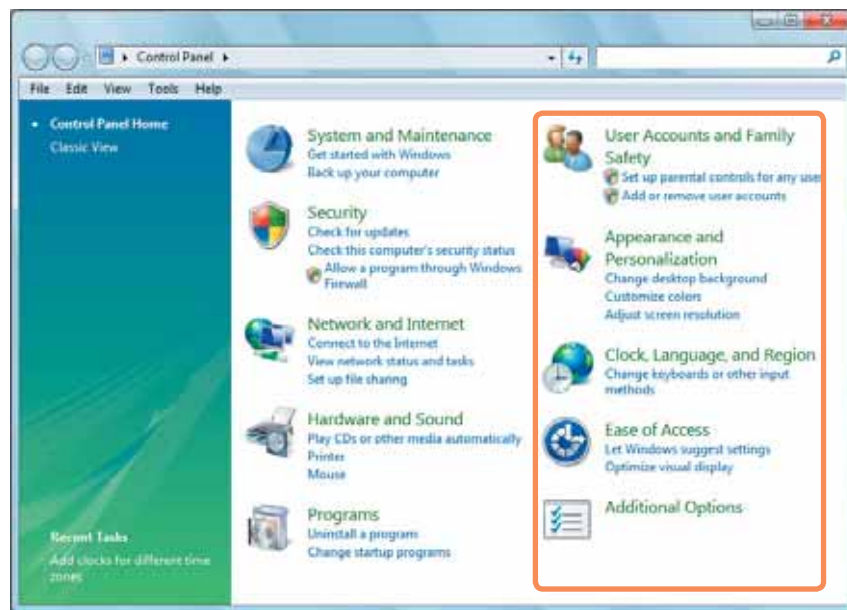 Control Panel
File Edit View Tools Help
Control Panel Home
Classic View
System and Maintenance
Get started with Windows
Back up your computer
Security
Check for updates
Check this computer's security status
Allow a program through Windows
Firewall
Network and Internet
Connect to the Internet
View network status and tasks
Set up file sharing
Hardware and Sound
Play CDs or other media automatically
Printer
Mouse
Programs
Uninstall a program
Change startup programs
User Accounts and Family
Safety
Set up parental controls for any user
Add or remove user accounts
Appearance and
Personalization
Change desktop background
Customize colors
Adjust screen resolution
Clock, Language, and Region
Change keyboards or other input
methods
Ease of Access
Let Windows suggest settings
Optimize visual display
Additional Options
Recent Tasks
Add clocks for different time
zones